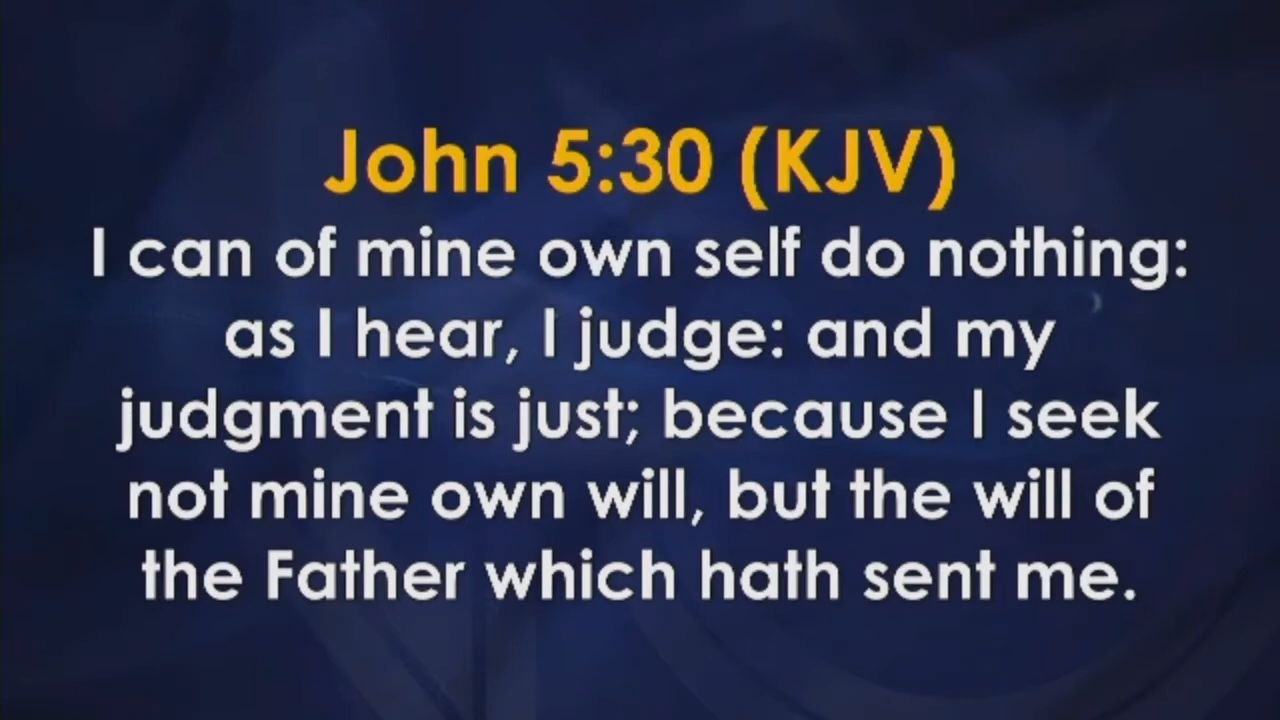 John 5:30 (KJV)
I can of mine own self do nothing:
as I hear, I judge: and my
judgment is just; because I seek
not mine own will, but the will of
the Father which hath sent me.